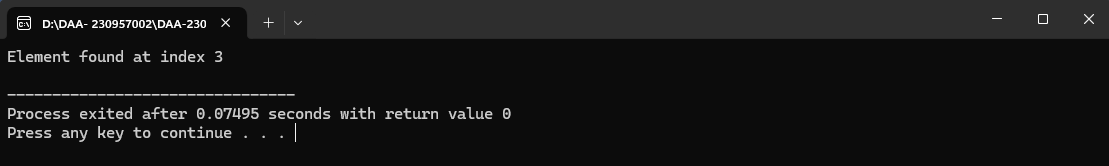 D:\DAA- 230957002\DAA-230
Element found at index 3
--------------------------------
Process exited after 0.07495 seconds with return value 0
Press any key to continue . . .